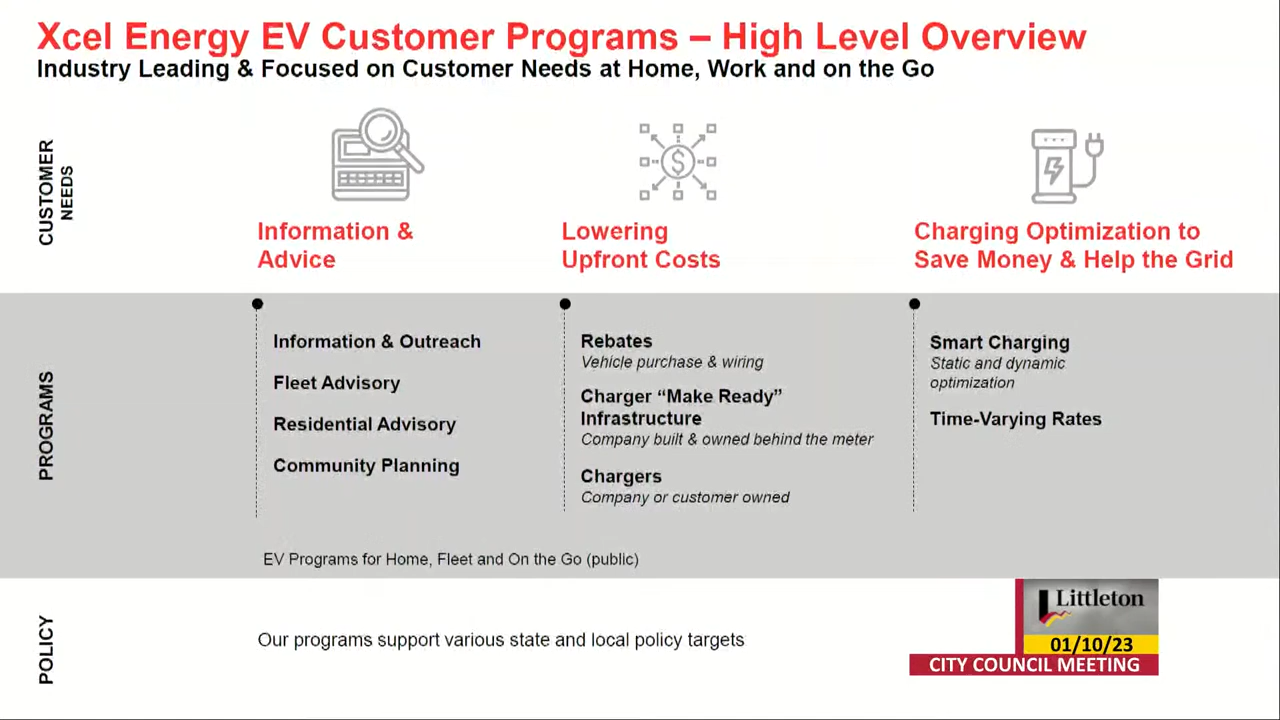 Xcel Energy EV Customer Programs – High Level Overview
Industry Leading & Focused on Customer Needs at Home, Work and on the Go
CUSTOMER
NEEDS
Information &
Advice
Lowering
Upfront Costs
Charging Optimization to
Save Money & Help the Grid
PROGRAMS
Information & Outreach
Fleet Advisory
Residential Advisory
Community Planning
Rebates
Vehicle purchase & wiring
Charger “Make Ready”
Infrastructure
Company built & owned behind the meter
Chargers
Company or customer owned
Smart Charging
Static and dynamic
optimization
Time-Varying Rates
EV Programs for Home, Fleet and On the Go (public)
POLICY
Our programs support various state and local policy targets
Littleton
01/10/23
CITY COUNCIL MEETING